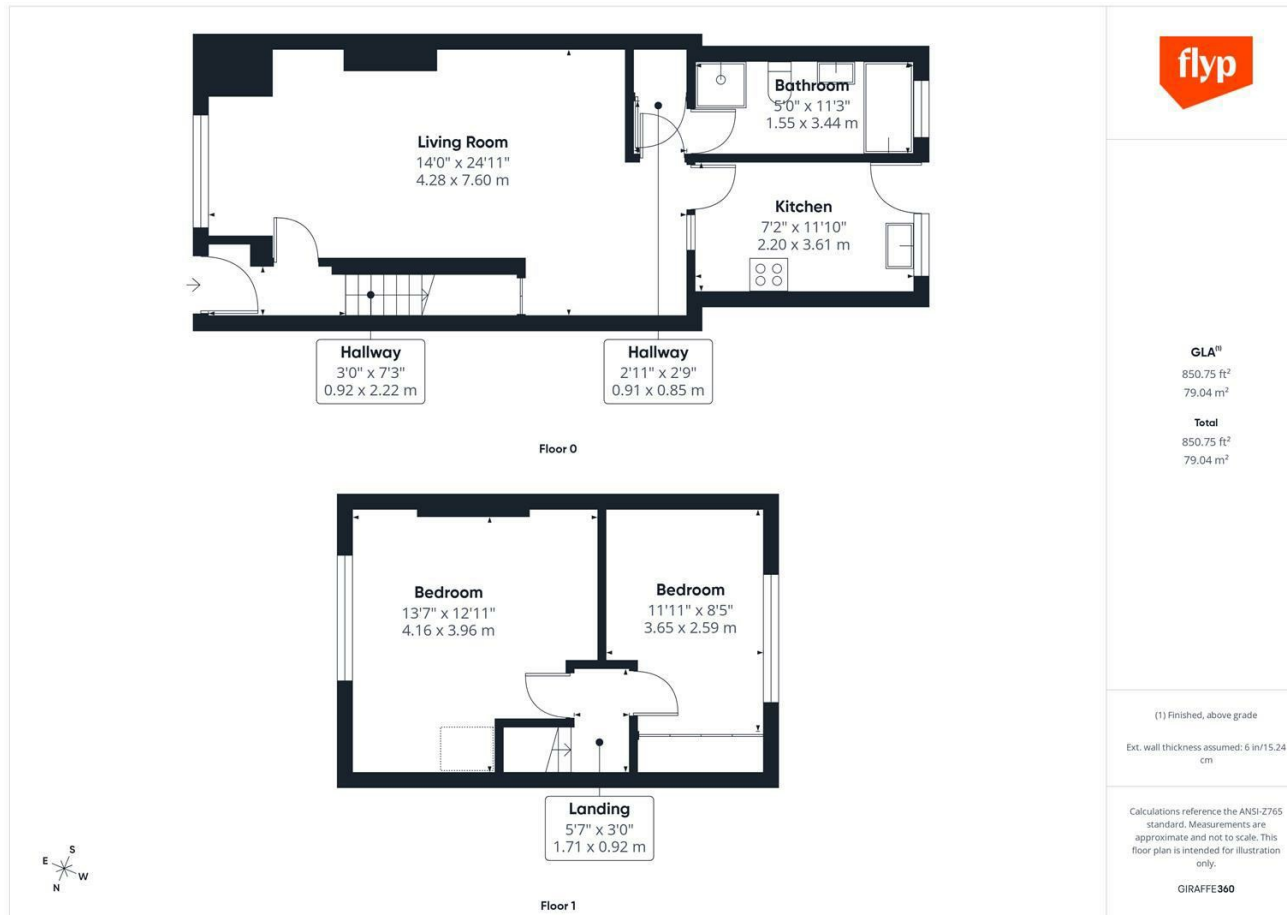 flyp
Bathroom
5'0" x 11'3"
1.55 x 3.44 m
Living Room
14'0" x 24'11"
4.28 x 7.60 m
Kitchen
7'2" x 11'10"
2.20 x 3.61 m
Hallway
3'0" x 7'3"
0.92 x 2.22 m
Hallway
2'11" x 2'9"
0.91 x 0.85 m
Floor 0
GLA(1)
850.75 ft²
79.04 m²
Total
850.75 ft²
79.04 m²
Bedroom
13'7" x 12'11"
4.16 x 3.96 m
Bedroom
11'11" x 8'5"
3.65 x 2.59 m
Landing
5'7" x 3'0"
1.71 x 0.92 m
Floor 1
E
S
W
N
(1) Finished, above grade
Ext. wall thickness assumed: 6 in/15.24
cm
Calculations reference the ANSI-Z765
standard. Measurements are
approximate and not to scale. This
floor plan is intended for illustration
only.
GIRAFFE360